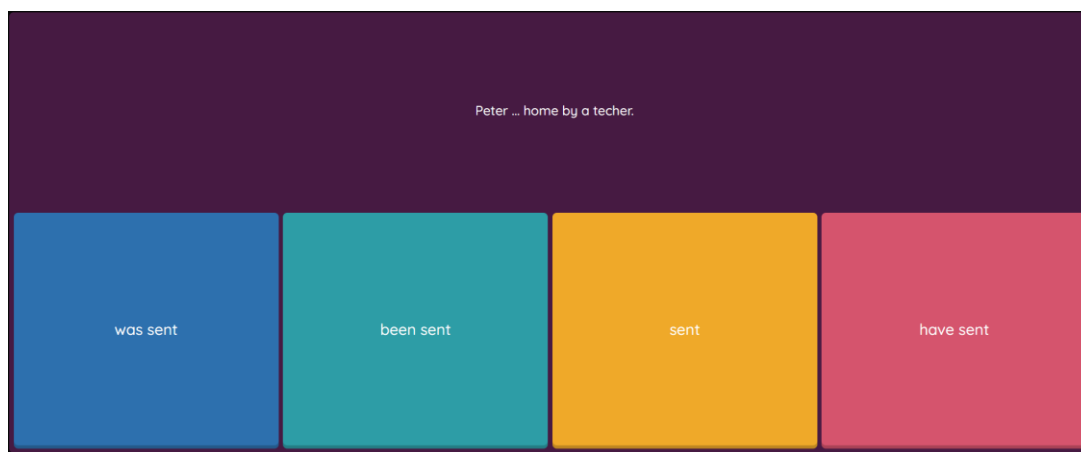 Peter ... home by a techer.
was sent
been sent
sent
have sent